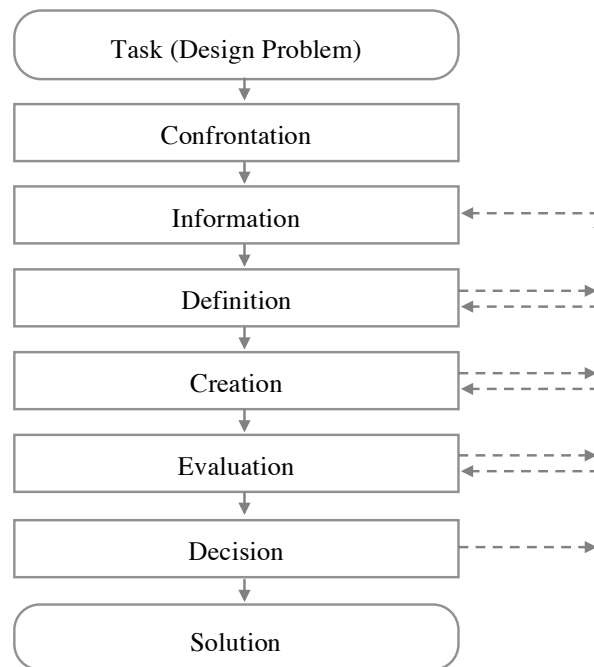 Task (Design Problem)
Confrontation
Information
Definition
Creation
Evaluation
Decision
Solution